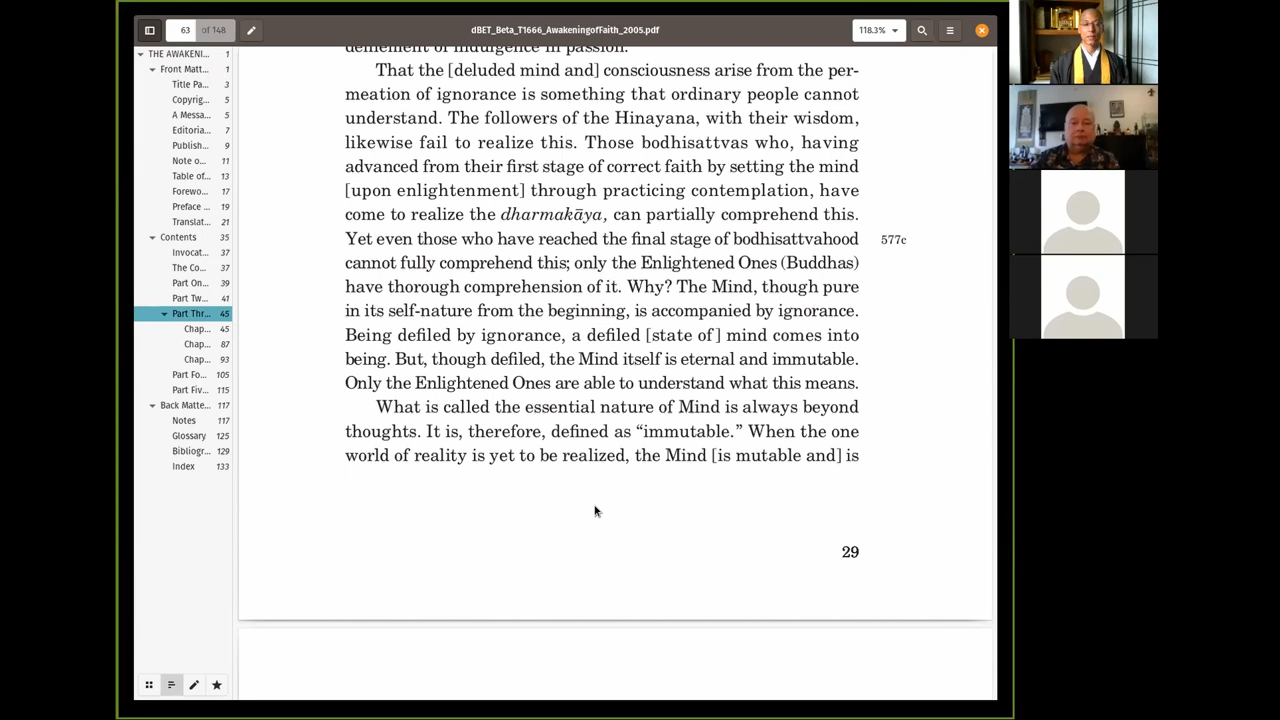 63 of 148
dBET_Beta_T1666_AwakeningofFaith_2005.pdf
118.3%
THE AWAKENI... 1
Front Matt... 1
Title Pa... 3
Copyrig... 5
A Messa... 5
Editoria... 7
Publish... 9
Note o... 11
Table of... 13
Forewo... 17
Preface ... 19
Translat... 21
Contents 35
Invocat... 37
The Co... 37
Part On... 39
Part Tw... 41
Part Thr... 45
Chap... 45
Chap... 87
Chap... 93
Part Fo... 105
Part Five... 115
Back Matte... 117
Notes 117
Glossary 125
Bibliogr... 129
Index 133
defilement of indulgence in passion.
That the [deluded mind and] consciousness arise from the per-
meation of ignorance is something that ordinary people cannot
understand. The followers of the Hinayana, with their wisdom,
likewise fail to realize this. Those bodhisattvas who, having
advanced from their first stage of correct faith by setting the mind
[upon enlightenment] through practicing contemplation, have
come to realize the dharmakāya, can partially comprehend this.
Yet even those who have reached the final stage of bodhisattvahood 577c
cannot fully comprehend this; only the Enlightened Ones (Buddhas)
have thorough comprehension of it. Why? The Mind, though pure
in its self-nature from the beginning, is accompanied by ignorance.
Being defiled by ignorance, a defiled [state of] mind comes into
being. But, though defiled, the Mind itself is eternal and immutable.
Only the Enlightened Ones are able to understand what this means.
What is called the essential nature of Mind is always beyond
thoughts. It is, therefore, defined as “immutable.” When the one
world of reality is yet to be realized, the Mind [is mutable and] is
29